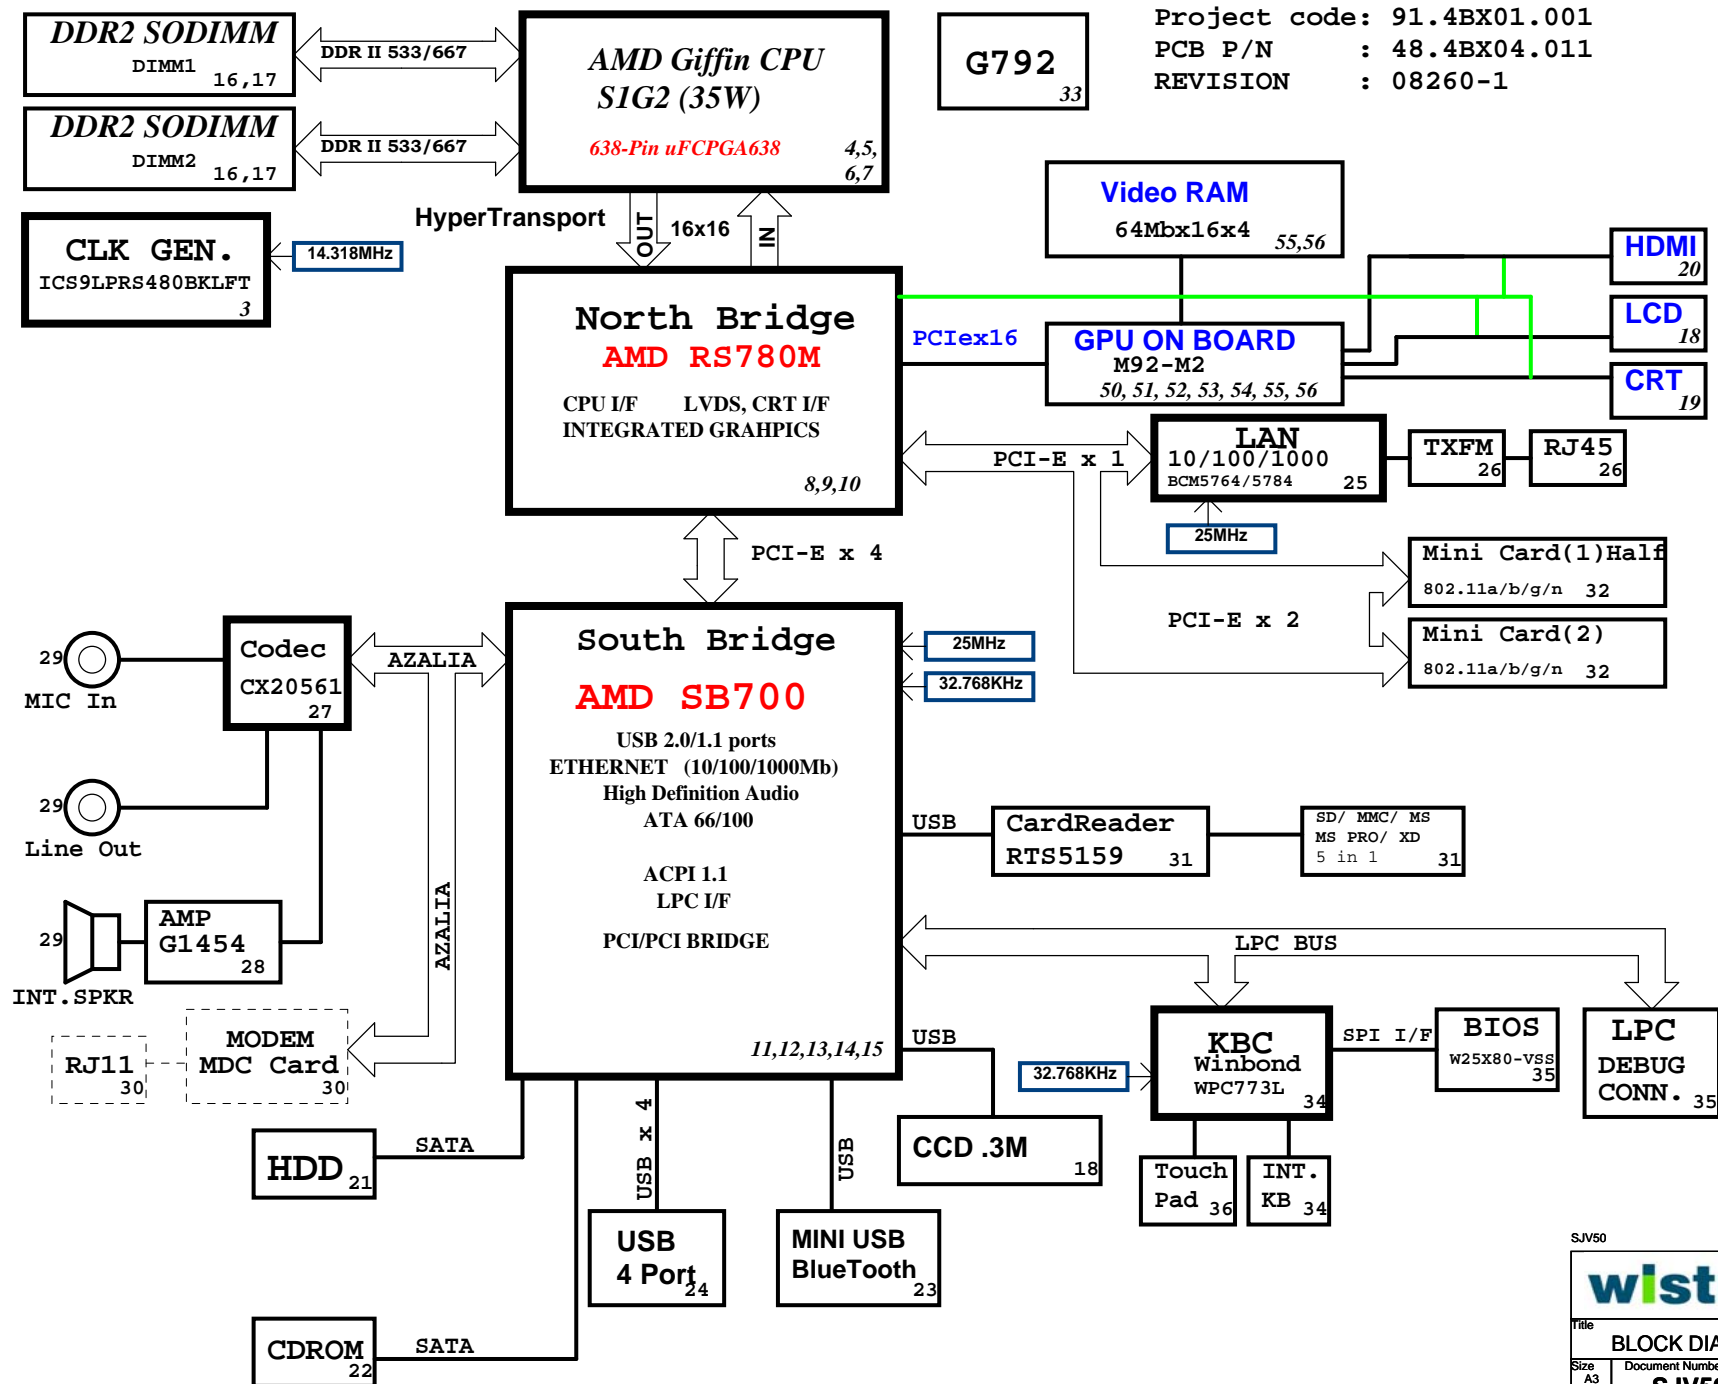 Project code: 91.4BX01.001
PCB P/N : 48.4BX04.011
REVISION : 08260-1
DDR2 SODIMM
DIMM1
16,17
DDR II 533/667
AMD Giffin CPU
S1G2 (35W)
638-Pin uFCPGA638
4,5,
6,7
G792
33
DDR2 SODIMM
DIMM2
16,17
DDR II 533/667
HyperTransport
OUT
16x16
IN
CLK GEN.
ICS9LPRS480BKLFT
3
14.318MHz
Video RAM
64Mbx16x4
55,56
HDMI
20
LCD
18
CRT
19
North Bridge
AMD RS780M
CPU I/F LVDS, CRT I/F
INTEGRATED GRAHPICS
8,9,10
PCIex16
GPU ON BOARD
M92-M2
50, 51, 52, 53, 54, 55, 56
PCI-E x 1
LAN
10/100/1000
BCM5764/5784
25
TXFM
26
RJ45
26
25MHz
PCI-E x 4
Mini Card(1)Half
802.11a/b/g/n 32
PCI-E x 2
Mini Card(2)
802.11a/b/g/n 32
29
MIC In
Codec
CX20561
27
AZALIA
South Bridge
AMD SB700
USB 2.0/1.1 ports
ETHERNET (10/100/1000Mb)
High Definition Audio
ATA 66/100
ACPI 1.1
LPC I/F
PCI/PCI BRIDGE
11,12,13,14,15
25MHz
32.768KHz
29
Line Out
USB
CardReader
RTS5159
31
SD/ MMC/ MS
MS PRO/ XD
5 in 1
31
29
INT.SPKR
AMP
G1454
28
AZALIA
LPC BUS
RJ11
30
MODEM
MDC Card
30
USB
32.768KHz
KBC
Winbond
WPC773L
34
SPI I/F
BIOS
W25X80-VSS
35
LPC
DEBUG
CONN.
35
HDD
21
SATA
USB x 4
USB
CCD .3M
18
Touch
Pad
36
INT.
KB
34
USB
4 Port
24
MINI USB
BlueTooth
23
CDROM
22
SATA
SJV50
wist
Title
BLOCK DIA
Size
A3
Document Numbe
SJV50